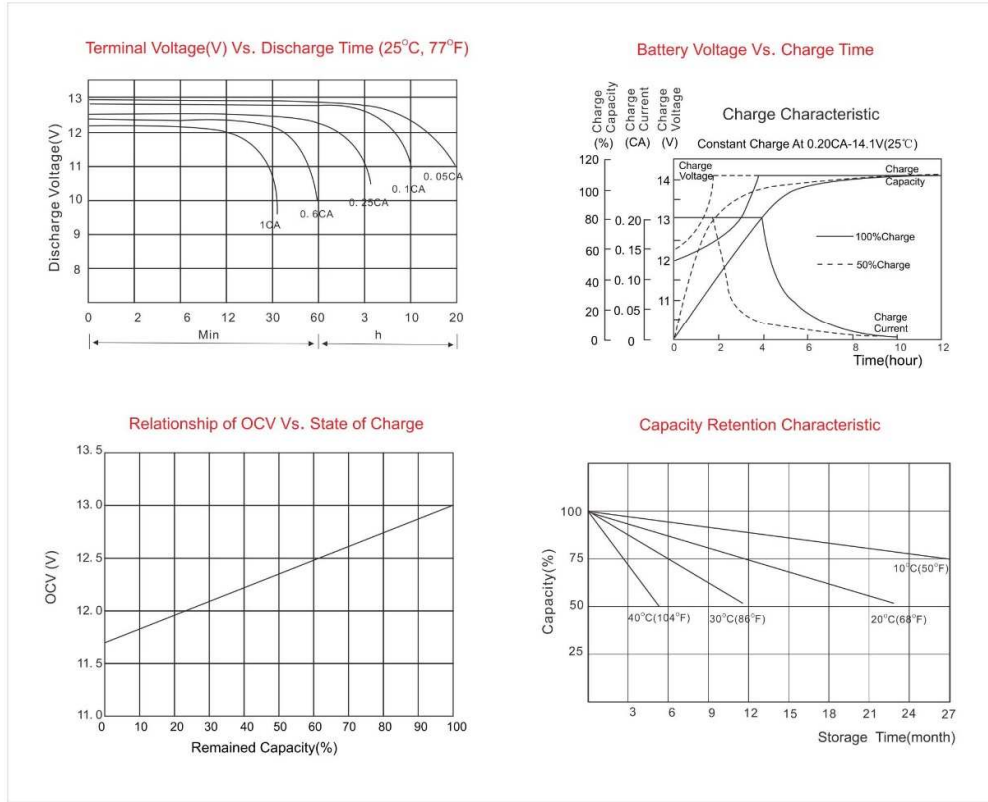 Terminal Voltage(V) Vs. Discharge Time (25°C, 77°F)
Discharge Voltage(V)
13
12
11
10
9
8
1CA
0. 6CA
0. 25CA
0. 1CA
0. 05CA
0 2 6 12 30 60 3 10 20
Min h
Battery Voltage Vs. Charge Time
Charge Capacity
Charge Current
Charge Voltage
(%) (CA) (V)
Charge Characteristic
Constant Charge At 0.20CA-14.1V(25℃)
120
100
80
60
40
20
0
0. 20
0. 15
0. 10
0. 05
0
14
13
12
11
Charge
Voltage
Charge
Capacity
100%Charge
50%Charge
Charge
Current
0 2 4 6 8 10 12
Time(hour)
Relationship of OCV Vs. State of Charge
OCV (V)
13. 5
13. 0
12. 5
12. 0
11. 5
11. 0
0 10 20 30 40 50 60 70 80 90 100
Remained Capacity(%)
Capacity Retention Characteristic
Capacity(%)
100
75
50
25
10°C(50°F)
40°C(104°F) 30°C(86°F) 20°C(68°F)
3 6 9 12 15 18 21 24 27
Storage Time(month)